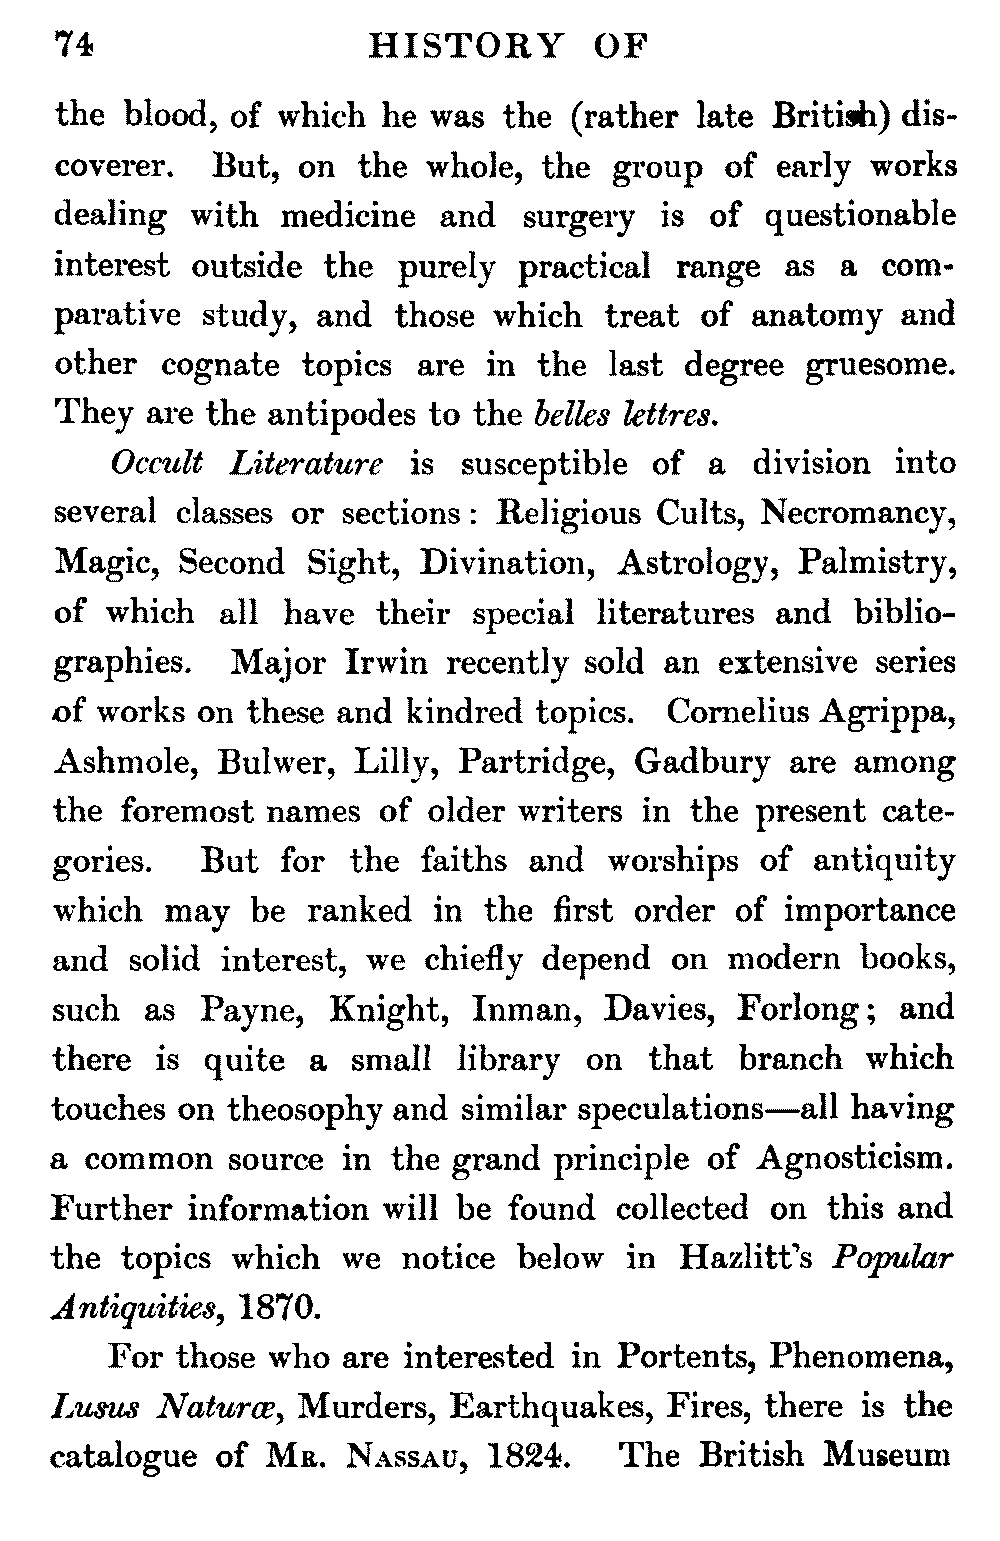 74 HISTORY OF
the blood, of which he was the (rather late British) dis-
coverer. But, on the whole, the group of early works
dealing with medicine and surgery is of questionable
interest outside the purely practical range as a com-
parative study, and those which treat of anatomy and
other cognate topics are in the last degree gruesome.
They are the antipodes to the belles lettres.
Occult Literature is susceptible of a division into
several classes or sections: Religious Cults, Necromancy,
Magic, Second Sight, Divination, Astrology, Palmistry,
of which all have their special literatures and biblio-
graphies. Major Irwin recently sold an extensive series
of works on these and kindred topics. Cornelius Agrippa,
Ashmole, Bulwer, Lilly, Partridge, Gadbury are among
the foremost names of older writers in the present cate-
gories. But for the faiths and worships of antiquity
which may be ranked in the first order of importance
and solid interest, we chiefly depend on modern books,
such as Payne, Knight, Inman, Davies, Forlong; and
there is quite a small library on that branch which
touches on theosophy and similar speculations—all having
a common source in the grand principle of Agnosticism.
Further information will be found collected on this and
the topics which we notice below in Hazlitt's Popular
Antiquities, 1870.
For those who are interested in Portents, Phenomena,
Lusus Naturæ, Murders, Earthquakes, Fires, there is the
catalogue of MR. NASSAU, 1824. The British Museum